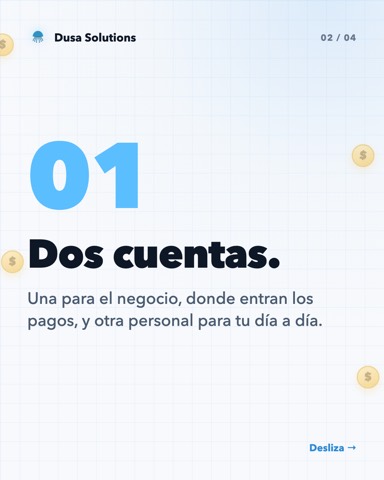 Dusa Solutions
02 / 04
$
$
01
Dos cuentas.
$
Una para el negocio, donde entran los
pagos, y otra personal para tu día a día.
$
Desliza →